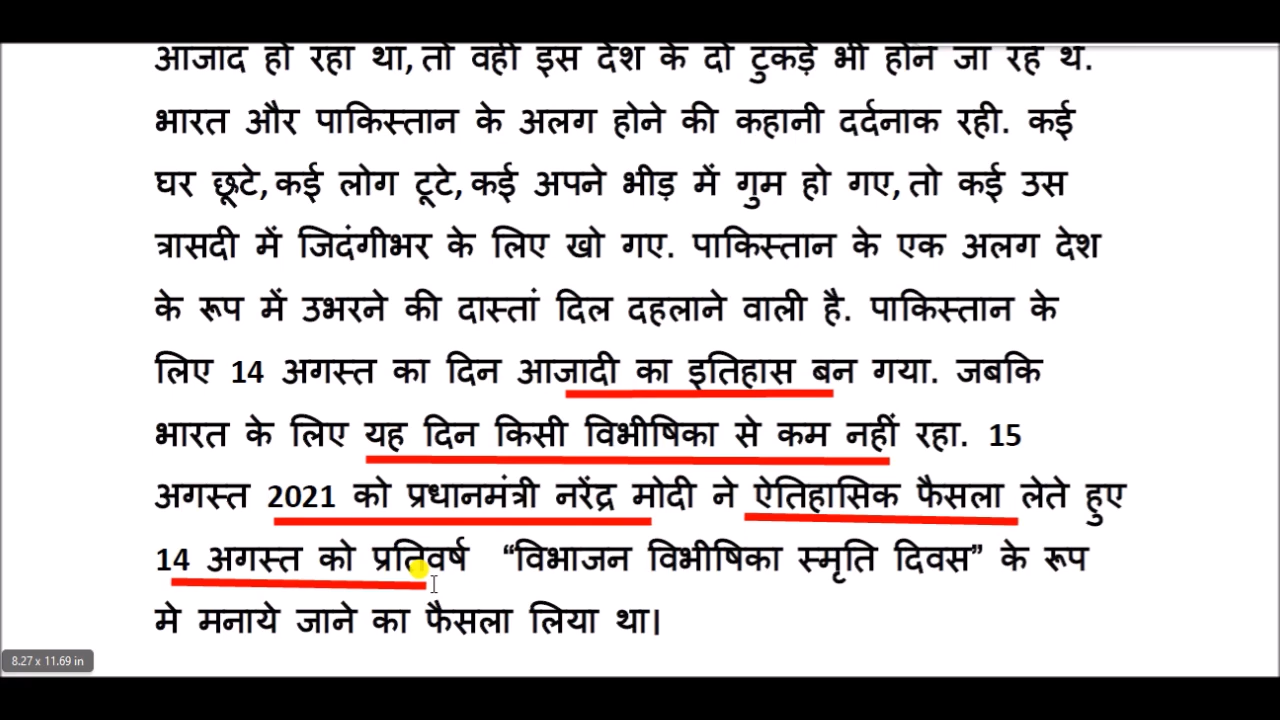 आजाद हो रहा था, तो वहीं इस देश के दो टुकड़े भी होने जा रहे थे.
भारत और पाकिस्तान के अलग होने की कहानी दर्दनाक रही. कई
घर छूटे, कई लोग टूटे, कई अपने भीड़ में गुम हो गए, तो कई उस
त्रासदी में जिदंगीभर के लिए खो गए. पाकिस्तान के एक अलग देश
के रूप में उभरने की दास्तां दिल दहलाने वाली है. पाकिस्तान के
लिए 14 अगस्त का दिन आजादी का इतिहास बन गया. जबकि
भारत के लिए यह दिन किसी विभीषिका से कम नहीं रहा. 15
अगस्त 2021 को प्रधानमंत्री नरेंद्र मोदी ने ऐतिहासिक फैसला लेते हुए
14 अगस्त को प्रतिवर्ष “विभाजन विभीषिका स्मृति दिवस” के रूप
मे मनाये जाने का फैसला लिया था।
8.27 x 11.69 in